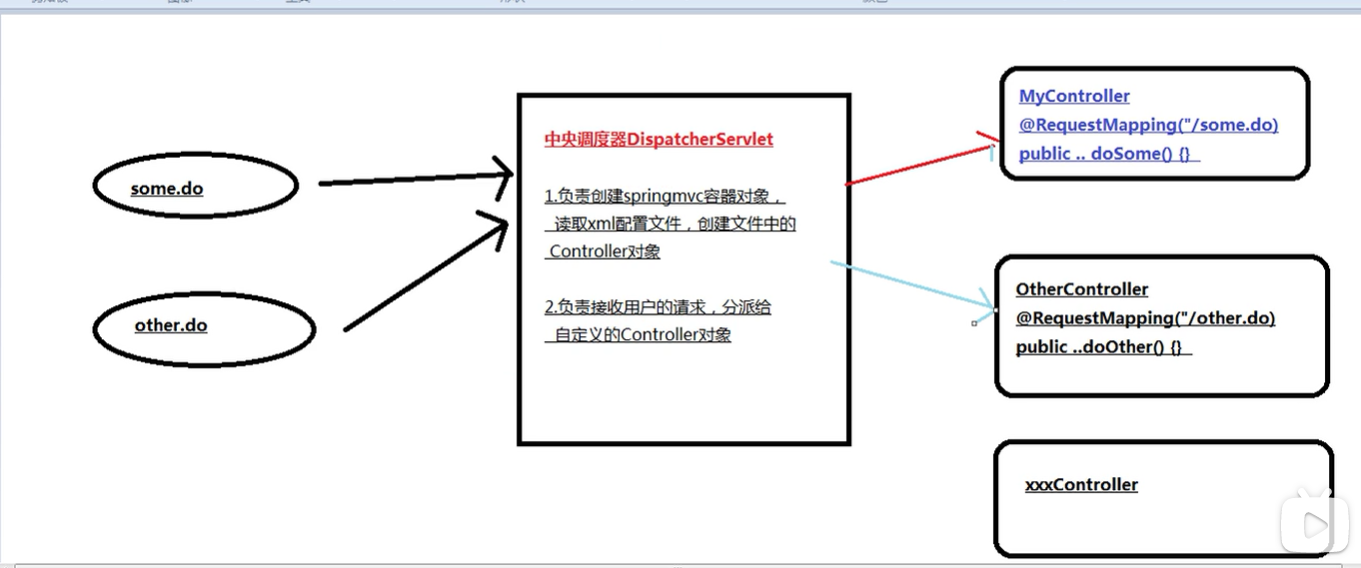 some.do
other.do
中央调度器DispatcherServlet
1.负责创建springmvc容器对象，
读取xml配置文件，创建文件中的
Controller对象
2.负责接收用户的请求，分派给
自定义的Controller对象
MyController
@RequestMapping("/some.do)
public .. doSome() {}
OtherController
@RequestMapping("/other.do)
public ..doOther() {}
xxxController